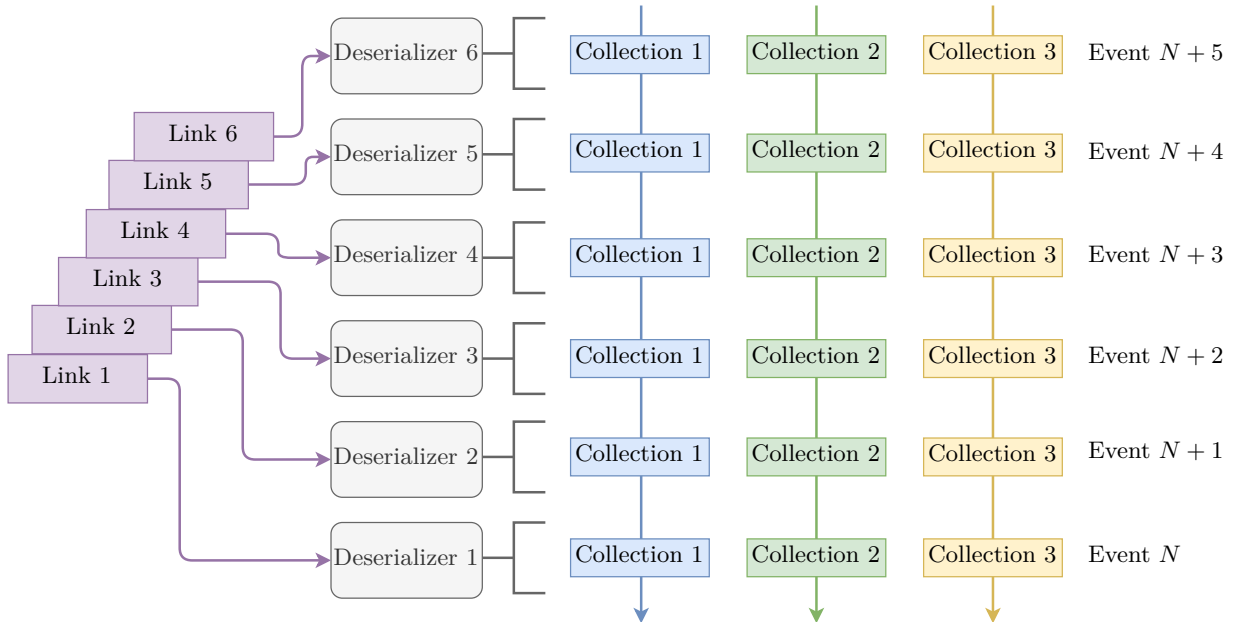 Deserializer 6 Collection 1 Collection 2 Collection 3 Event N + 5
Link 6
Deserializer 5 Collection 1 Collection 2 Collection 3 Event N + 4
Link 5
Link 4
Deserializer 4 Collection 1 Collection 2 Collection 3 Event N + 3
Link 3
Link 2
Deserializer 3 Collection 1 Collection 2 Collection 3 Event N + 2
Link 1
Deserializer 2 Collection 1 Collection 2 Collection 3 Event N + 1
Deserializer 1 Collection 1 Collection 2 Collection 3 Event N